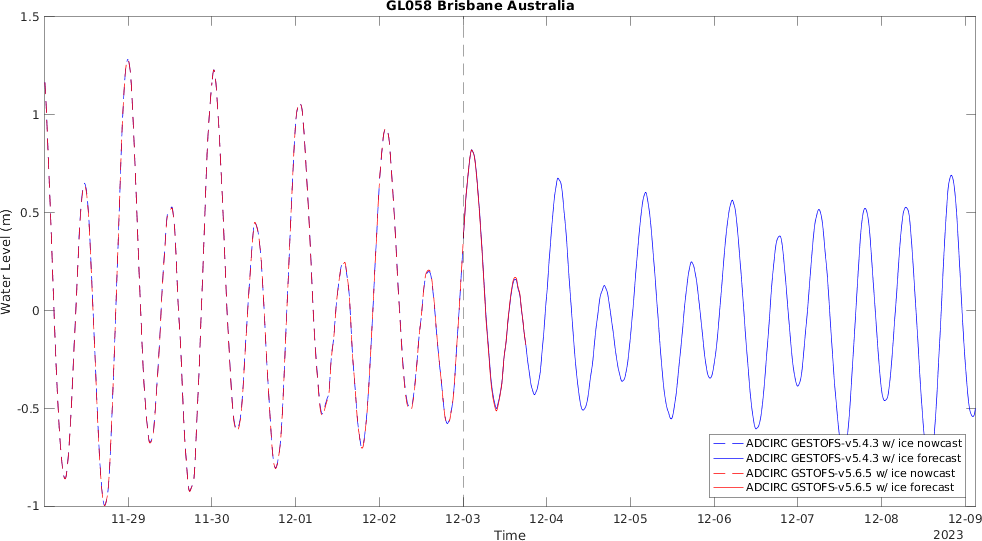 GL058 Brisbane Australia
1.5
1
0.5
0
-0.5
-1
Water Level (m)
11-29 11-30 12-01 12-02 12-03 12-04 12-05 12-06 12-07 12-08 12-09
Time
2023
ADCIRC GESTOFS-v5.4.3 w/ ice nowcast
ADCIRC GESTOFS-v5.4.3 w/ ice forecast
ADCIRC GSTOFS-v5.6.5 w/ ice nowcast
ADCIRC GSTOFS-v5.6.5 w/ ice forecast